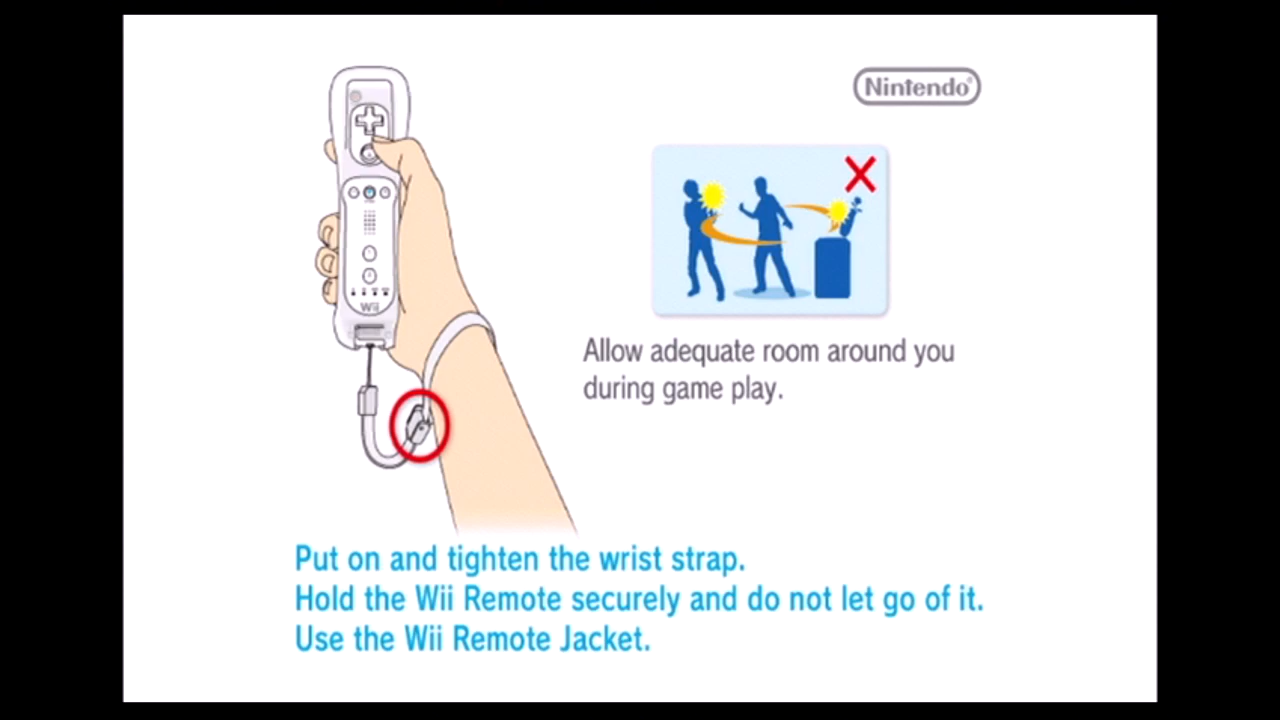 Nintendo®
Allow adequate room around you
during game play.
Wii
Put on and tighten the wrist strap.
Hold the Wii Remote securely and do not let go of it.
Use the Wii Remote Jacket.